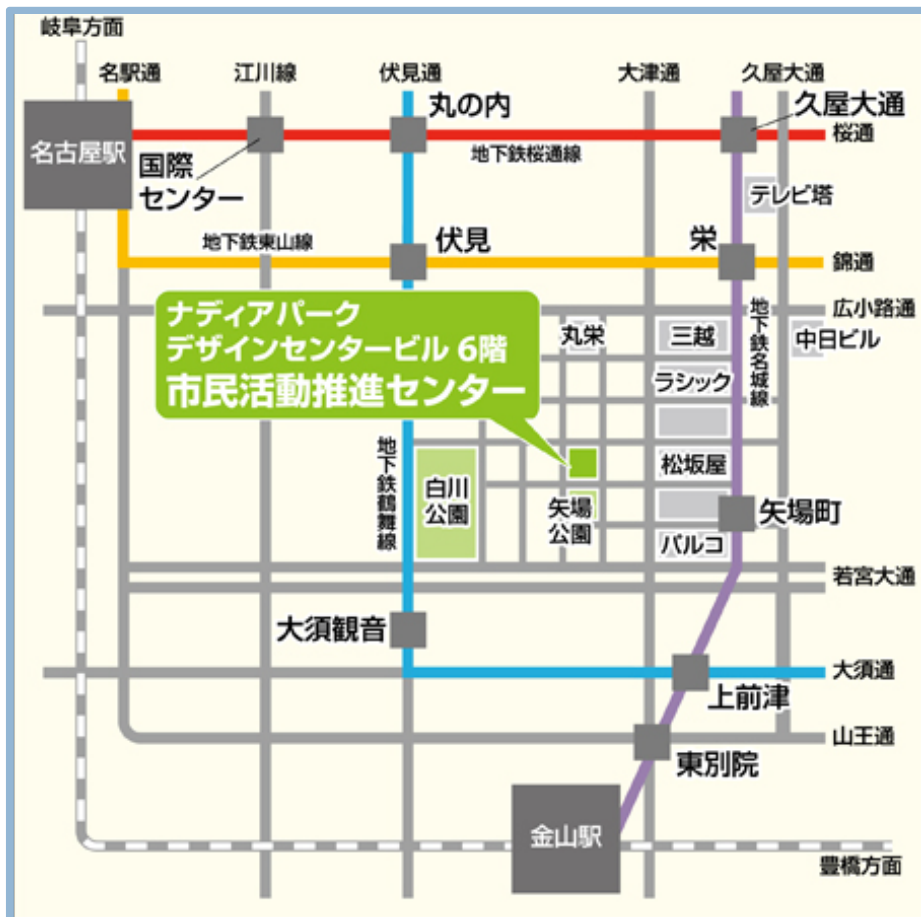 岐阜方面
名駅通
江川線
伏見通
大津通
久屋大通
丸の内
久屋大通
桜通
名古屋駅
国際
センター
地下鉄桜通線
テレビ塔
地下鉄東山線
伏見
栄
錦通
ナディアパーク
デザインセンタービル 6階
市民活動推進センター
広小路通
丸栄
三越
地下鉄名城線
中日ビル
ラシック
地下鉄鶴舞線
白川
公園
松坂屋
矢場
公園
矢場町
パルコ
若宮大通
大須観音
大須通
上前津
山王通
東別院
金山駅
豊橋方面